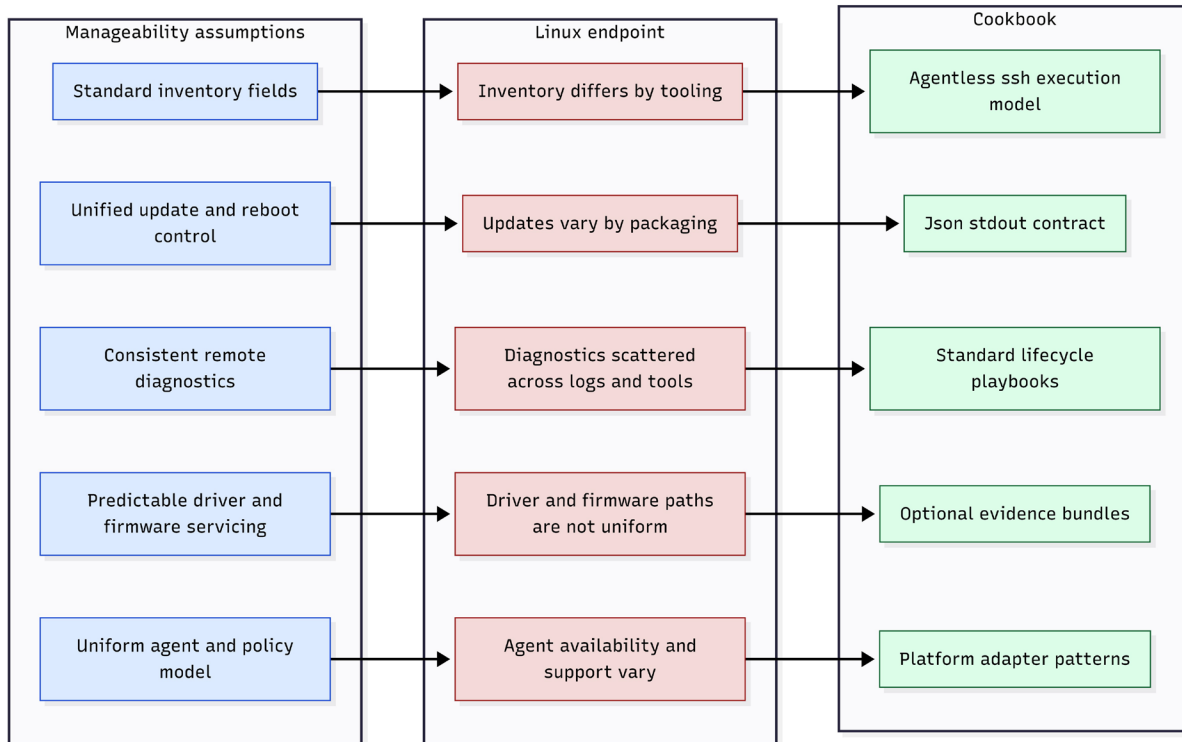 Manageability assumptions
Standard inventory fields
Unified update and reboot
control
Consistent remote
diagnostics
Predictable driver and
firmware servicing
Uniform agent and policy
model
Linux endpoint
Inventory differs by tooling
Updates vary by packaging
Diagnostics scattered
across logs and tools
Driver and firmware paths
are not uniform
Agent availability and
support vary
Cookbook
Agentless ssh execution
model
Json stdout contract
Standard lifecycle
playbooks
Optional evidence bundles
Platform adapter patterns